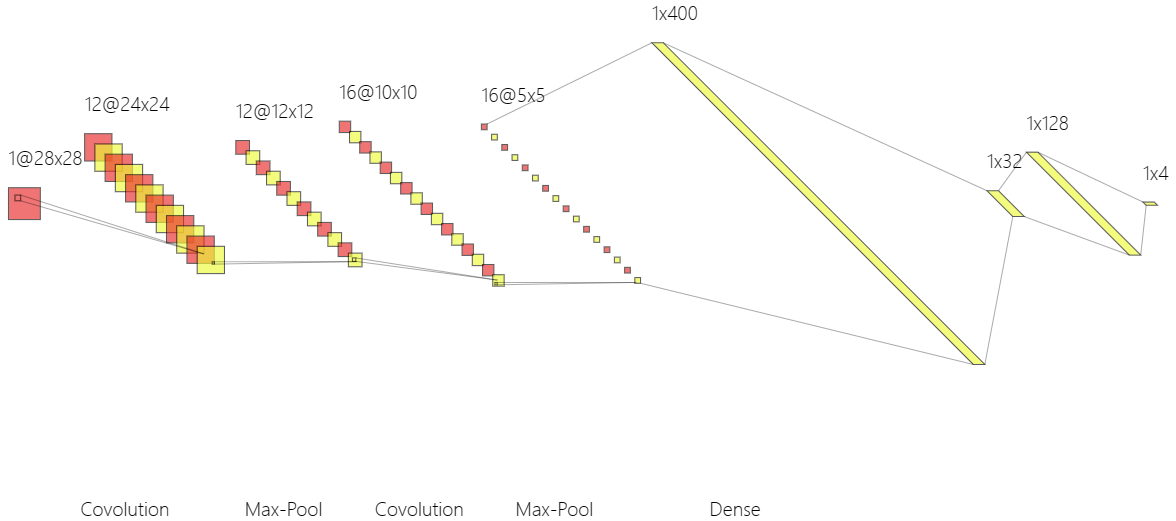 1@28x28
12@24x24
12@12x12
16@10x10
16@5x5
1x400
1x32
1x128
1x4
Covolution
Max-Pool
Covolution
Max-Pool
Dense